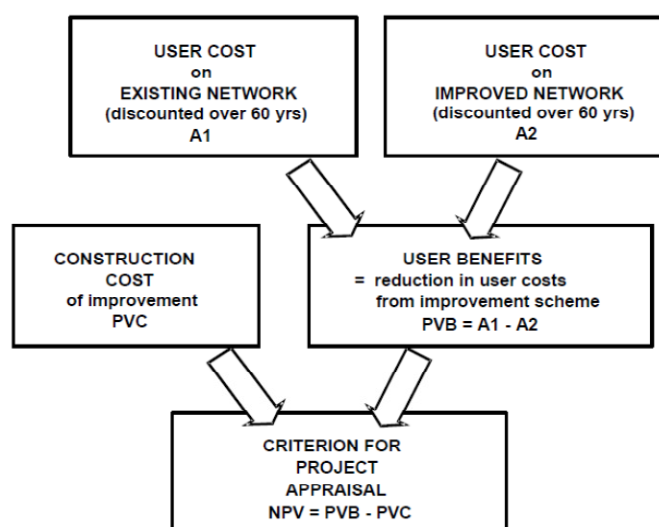 USER COST
on
EXISTING NETWORK
(discounted over 60 yrs)
A1
USER COST
on
IMPROVED NETWORK
(discounted over 60 yrs)
A2
CONSTRUCTION
COST
of improvement
PVC
USER BENEFITS
= reduction in user costs
from improvement scheme
PVB = A1 - A2
CRITERION FOR
PROJECT
APPRAISAL
NPV = PVB - PVC